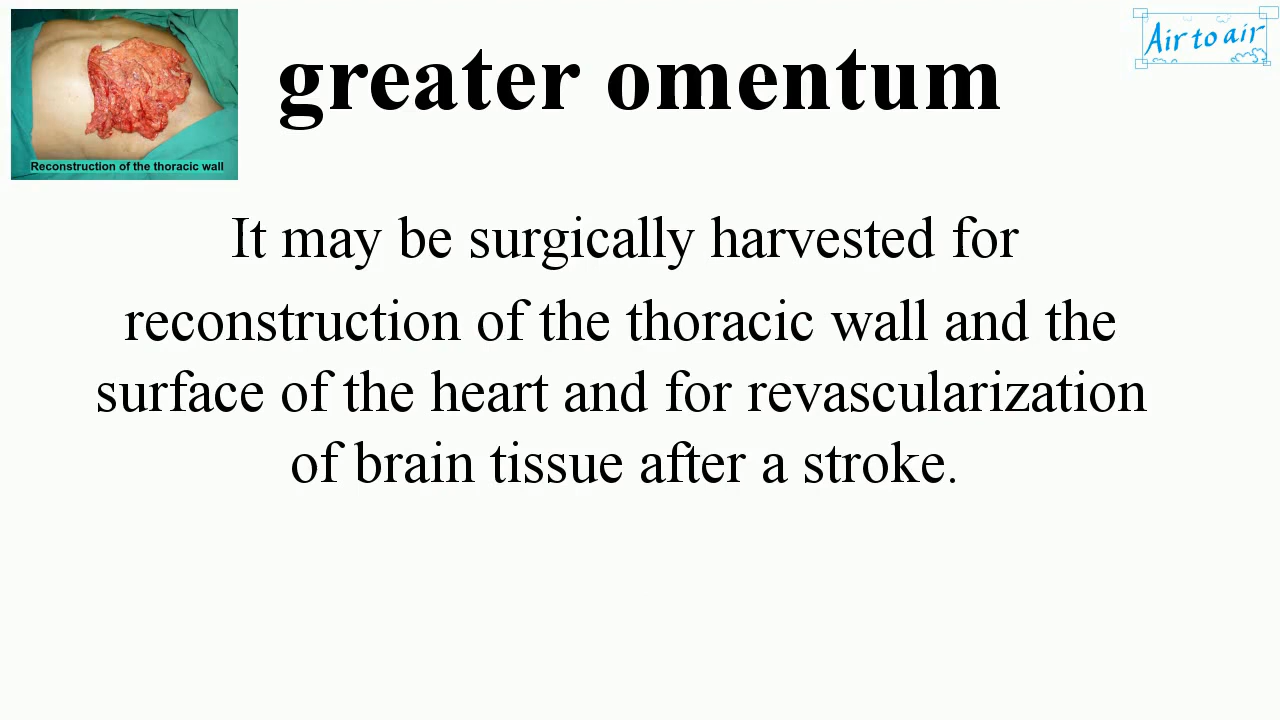 greater omentum
Air to air
Reconstruction of the thoracic wall
It may be surgically harvested for
reconstruction of the thoracic wall and the
surface of the heart and for revascularization
of brain tissue after a stroke.